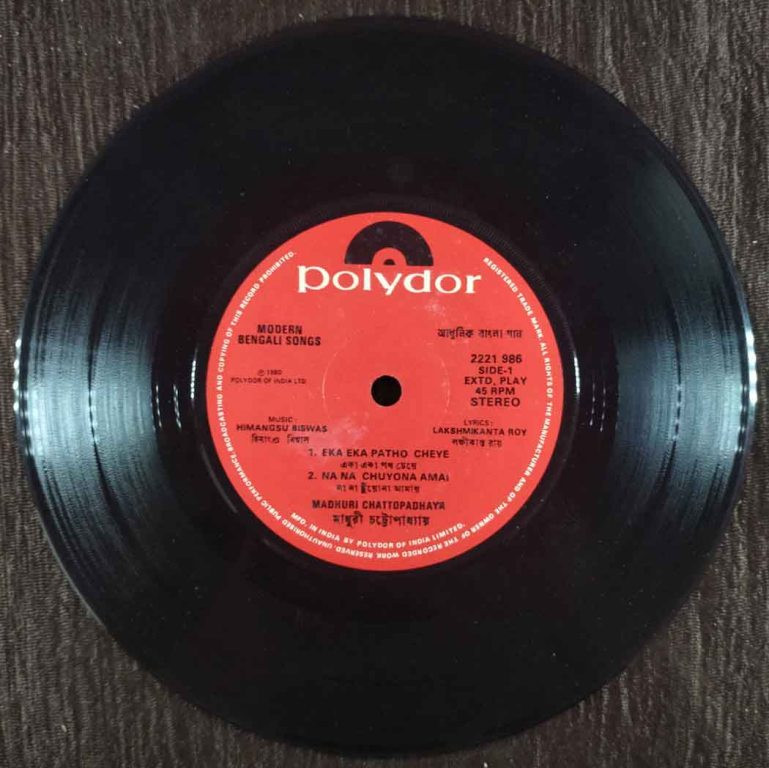 polydor
MODERN
BENGALI SONGS
আধুনিক বাংলা গান
℗ 1980
POLYDOR OF INDIA LTD
2221 986
SIDE-1
EXTD, PLAY
45 RPM
STEREO
MUSIC:
HIMANGSU BISWAS
হিমাংশু বিশ্বাস
LYRICS:
LAKSHMIKANTA ROY
লক্ষ্মীকান্ত রায়
1. EKA EKA PATHO CHEYE
একা একা পথ চেয়ে
2. NA NA CHUYONA AMAI
না না ছুঁয়োনা আমায়
MADHURI CHATTOPADHAYA
মাধুরী চট্টোপাধ্যায়
REGISTERED TRADE MARK. ALL RIGHTS OF THE MANUFACTURER AND OF THE OWNER OF THE RECORDED WORK RESERVED. UNAUTHORISED PUBLIC PERFORMANCE BROADCASTING AND COPYING OF THIS RECORD PROHIBITED.
MFD. IN INDIA BY POLYDOR OF INDIA LIMITED.